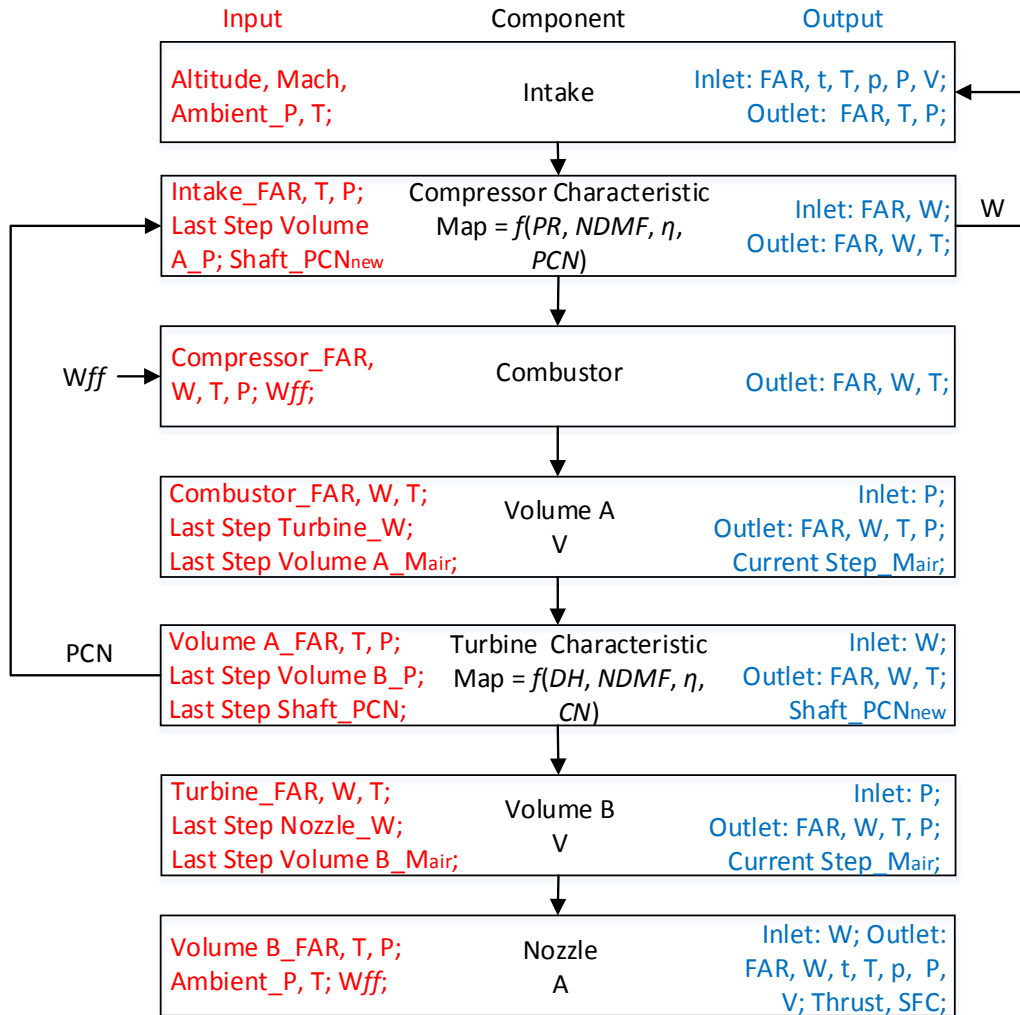 Input Component Output
Altitude, Mach,
Ambient_P, T;
Intake
Inlet: FAR, t, T, p, P, V;
Outlet: FAR, T, P;
Intake_FAR, T, P;
Last Step Volume
A_P; Shaft_PCNnew
Compressor Characteristic
Map = f(PR, NDMF, η,
PCN)
Inlet: FAR, W;
Outlet: FAR, W, T;
W
Wff
Compressor_FAR,
W, T, P; Wff;
Combustor
Outlet: FAR, W, T;
Combustor_FAR, W, T;
Last Step Turbine_W;
Last Step Volume A_Mair;
Volume A
V
Inlet: P;
Outlet: FAR, W, T, P;
Current Step_Mair;
PCN
Volume A_FAR, T, P;
Last Step Volume B_P;
Last Step Shaft_PCN;
Turbine Characteristic
Map = f(DH, NDMF, η,
CN)
Inlet: W;
Outlet: FAR, W, T;
Shaft_PCNnew
Turbine_FAR, W, T;
Last Step Nozzle_W;
Last Step Volume B_Mair;
Volume B
V
Inlet: P;
Outlet: FAR, W, T, P;
Current Step_Mair;
Volume B_FAR, T, P;
Ambient_P, T; Wff;
Nozzle
A
Inlet: W; Outlet:
FAR, W, t, T, p, P,
V; Thrust, SFC;